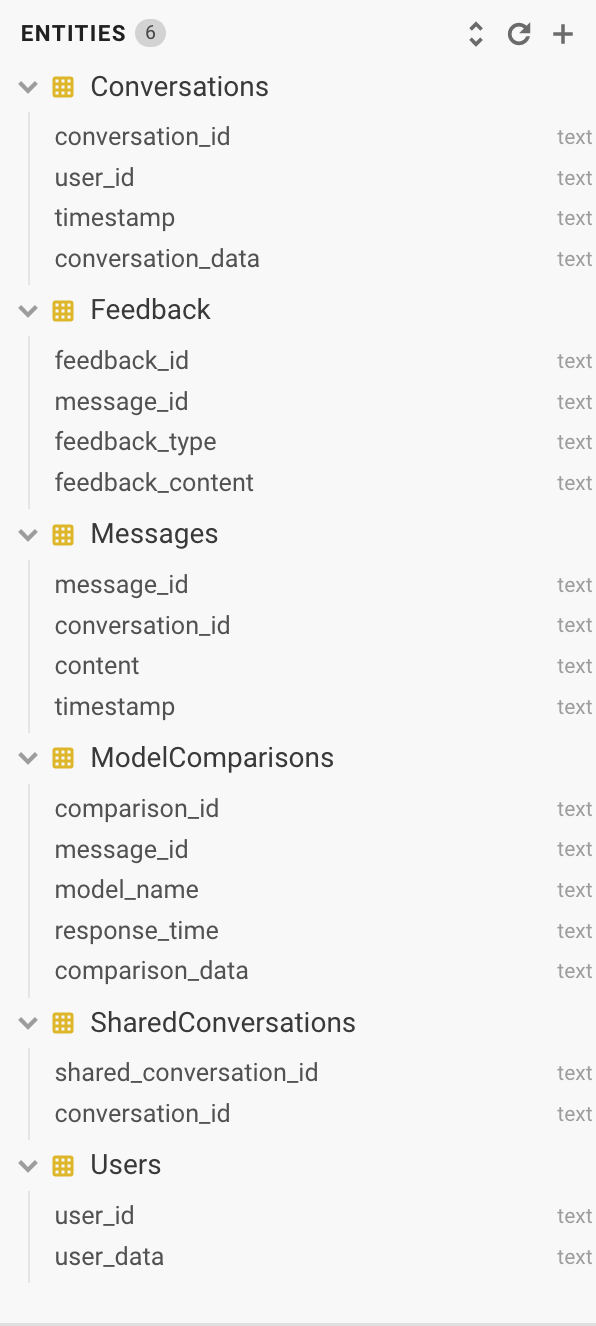 ENTITIES 6
Conversations
conversation_id text
user_id text
timestamp text
conversation_data text
Feedback
feedback_id text
message_id text
feedback_type text
feedback_content text
Messages
message_id text
conversation_id text
content text
timestamp text
ModelComparisons
comparison_id text
message_id text
model_name text
response_time text
comparison_data text
SharedConversations
shared_conversation_id text
conversation_id text
Users
user_id text
user_data text